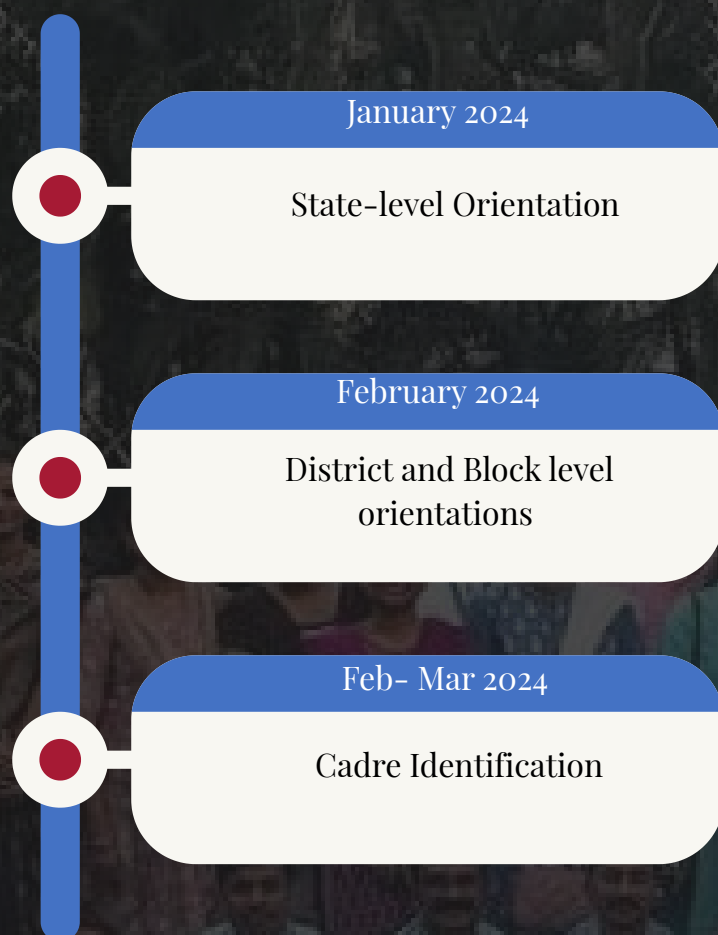 January 2024
State-level Orientation
February 2024
District and Block level
orientations
Feb- Mar 2024
Cadre Identification